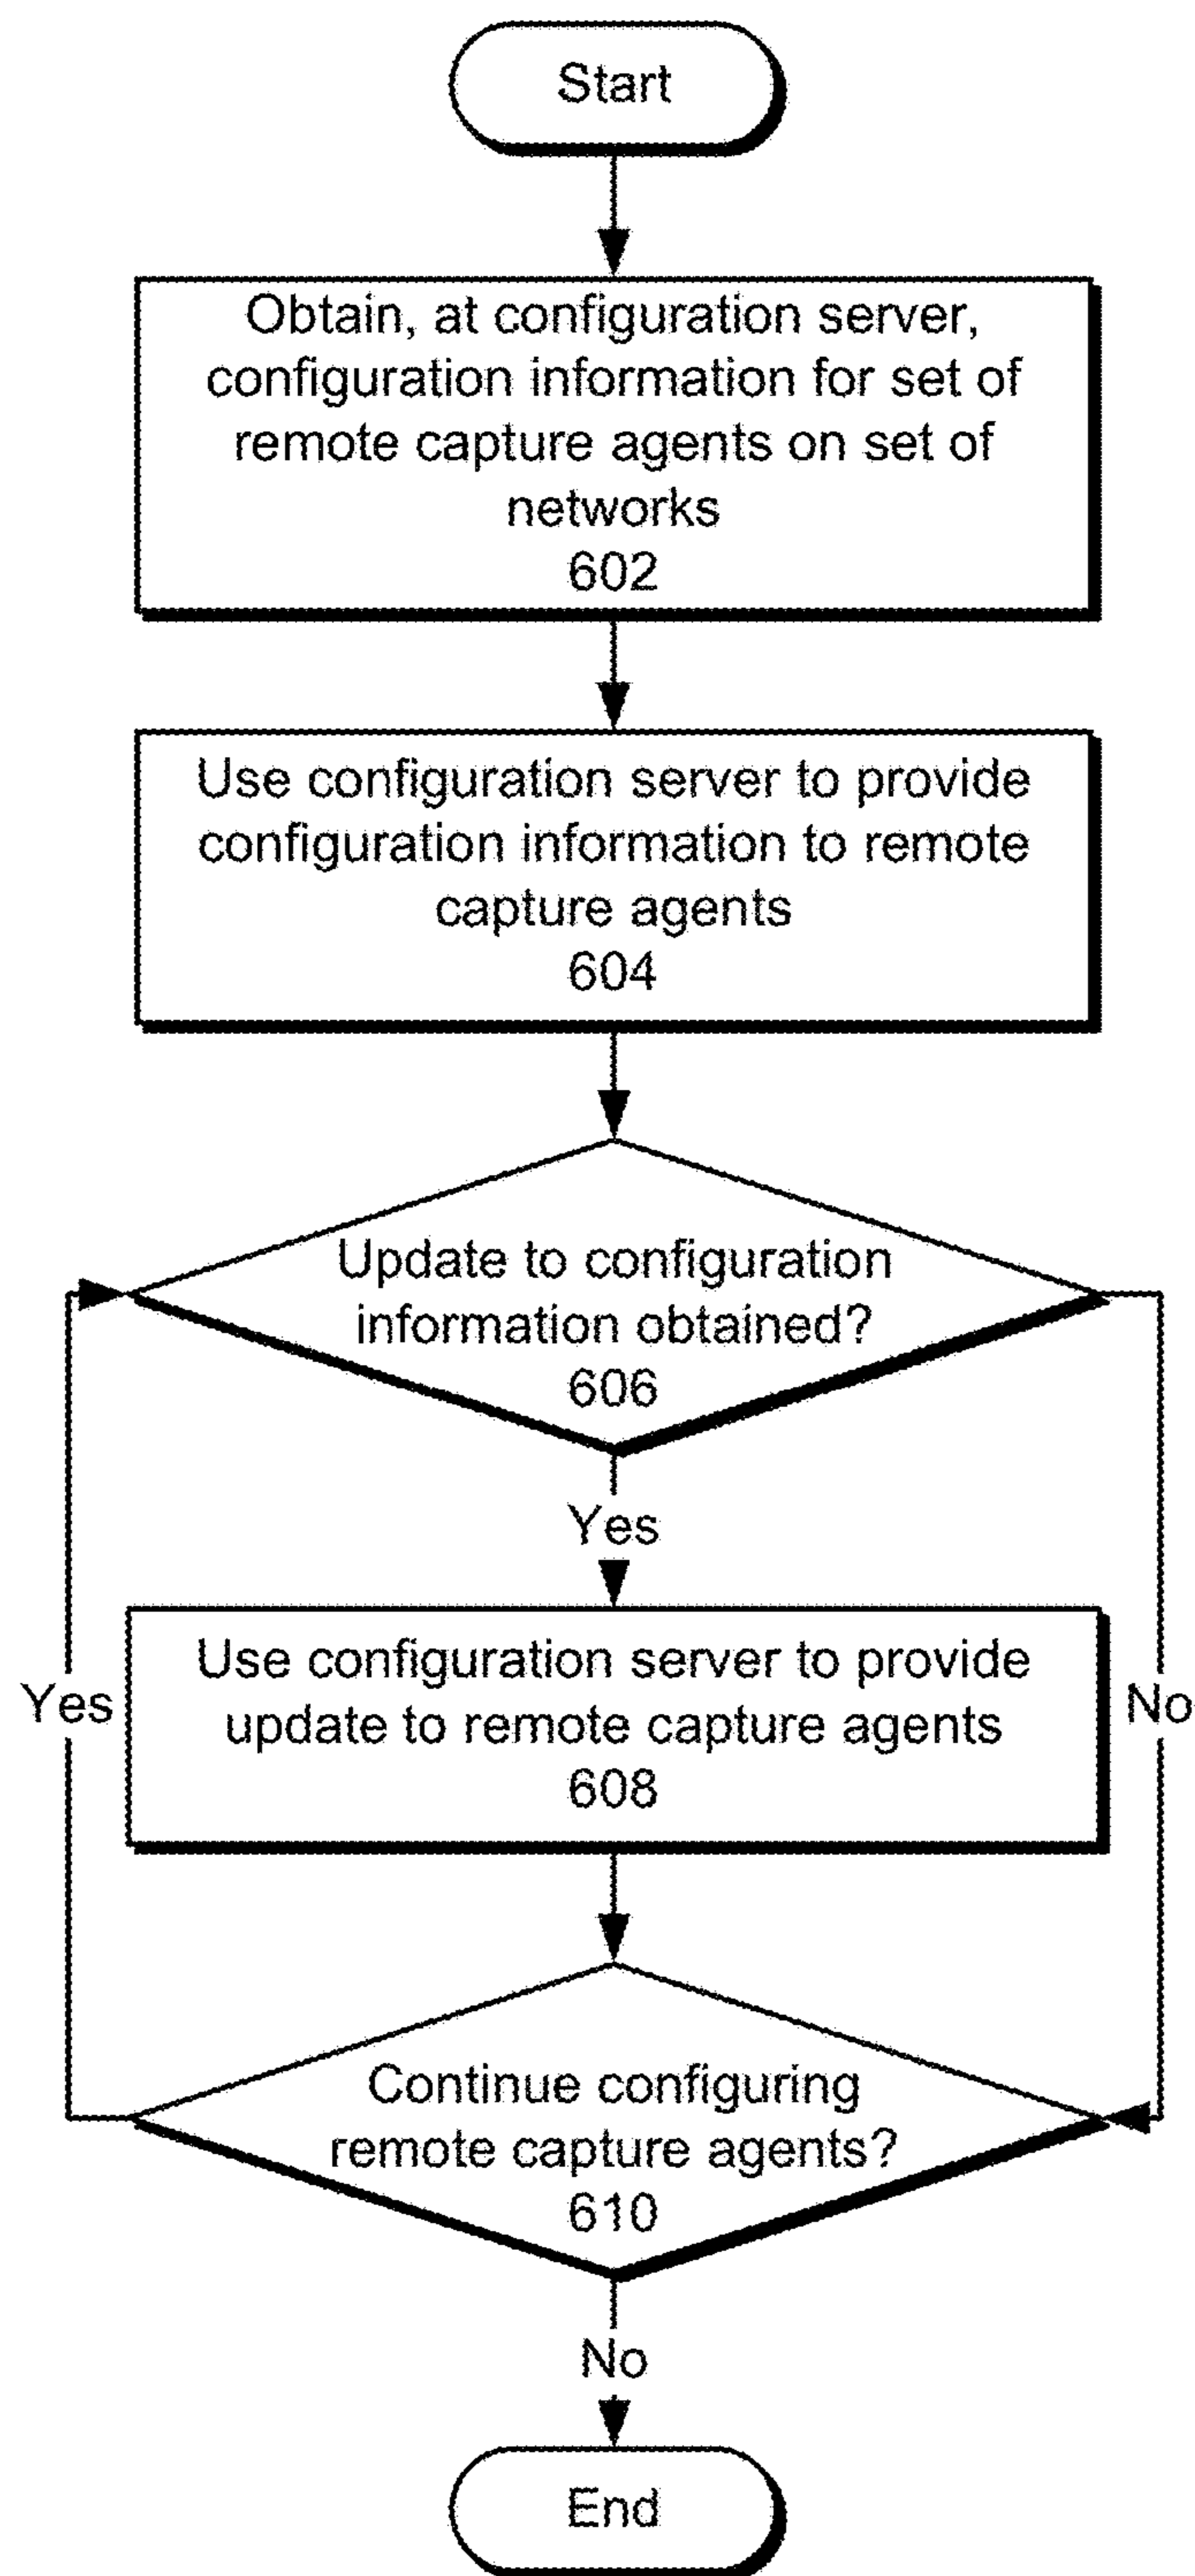 Start
Obtain, at configuration server,
configuration information for set of
remote capture agents on set of
networks
602
Use configuration server to provide
configuration information to remote
capture agents
604
Update to configuration
information obtained?
606
Yes
Use configuration server to provide
update to remote capture agents
608
Yes
No
Continue configuring
remote capture agents?
610
No
End